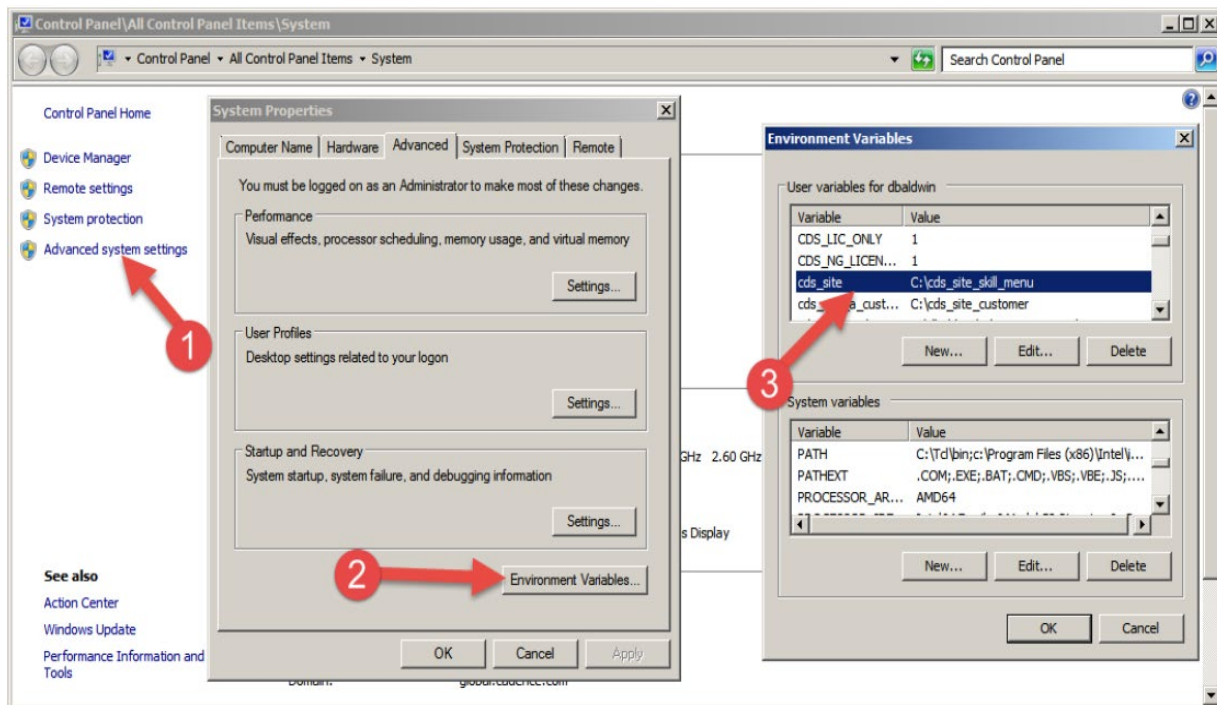 Control Panel\All Control Panel Items\System
Control Panel All Control Panel Items System
Search Control Panel
Control Panel Home
Device Manager
Remote settings
System protection
Advanced system settings
1
See also
Action Center
Windows Update
Performance Information and
Tools
System Properties
Computer Name Hardware Advanced System Protection Remote
You must be logged on as an Administrator to make most of these changes.
Performance
Visual effects, processor scheduling, memory usage, and virtual memory
Settings...
User Profiles
Desktop settings related to your logon
Settings...
Startup and Recovery
System startup, system failure, and debugging information
Settings...
2
Environment Variables...
OK Cancel Apply
GHz 2.60 GHz
s Display
Environment Variables
User variables for dbaldwin
Variable Value
CDS_LIC_ONLY 1
CDS_NG_LICEN... 1
cds_site C:\cds_site_skill_menu
C:\cds_site_customer
New... Edit... Delete
3
System variables
Variable Value
PATH C:\Tcl\bin;c:\Program Files (x86)\Intel\i...
PATHEXT .COM;.EXE;.BAT;.CMD;.VBS;.VBE;.JS;....
PROCESSOR_AR... AMD64
New... Edit... Delete
OK Cancel